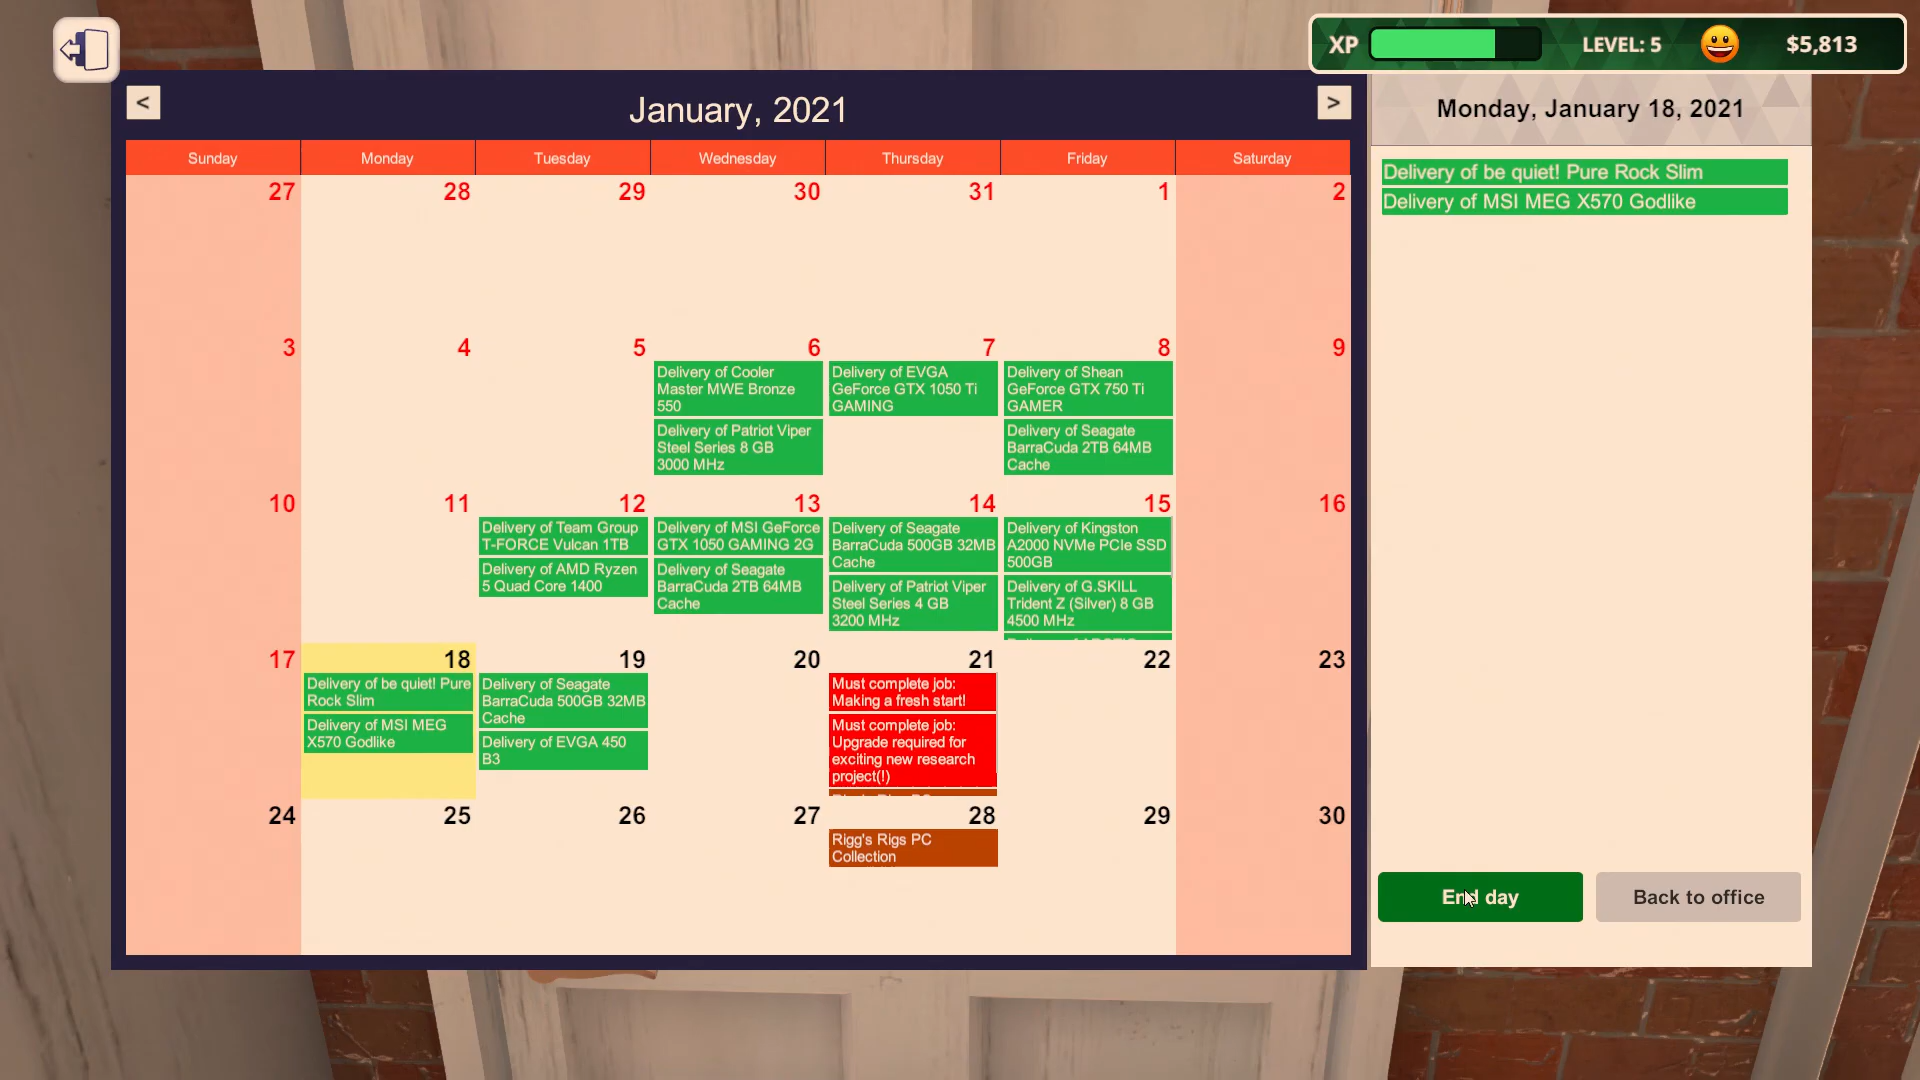 XP
LEVEL: 5
$5,813
<
January, 2021
>
Sunday
Monday
Tuesday
Wednesday
Thursday
Friday
Saturday
27
28
29
30
31
1
2
3
4
5
6
Delivery of Cooler
Master MWE Bronze
550
Delivery of Patriot Viper
Steel Series 8 GB
3000 MHz
7
Delivery of EVGA
GeForce GTX 1050 Ti
GAMING
8
Delivery of Shean
GeForce GTX 750 Ti
GAMER
Delivery of Seagate
BarraCuda 2TB 64MB
Cache
9
10
11
12
Delivery of Team Group
T-FORCE Vulcan 1TB
Delivery of AMD Ryzen
5 Quad Core 1400
13
Delivery of MSI GeForce
GTX 1050 GAMING 2G
Delivery of Seagate
BarraCuda 2TB 64MB
Cache
14
Delivery of Seagate
BarraCuda 500GB 32MB
Cache
Delivery of Patriot Viper
Steel Series 4 GB
3200 MHz
15
Delivery of Kingston
A2000 NVMe PCIe SSD
500GB
Delivery of G.SKILL
Trident Z (Silver) 8 GB
4500 MHz
16
17
18
Delivery of be quiet! Pure
Rock Slim
Delivery of MSI MEG
X570 Godlike
19
Delivery of Seagate
BarraCuda 500GB 32MB
Cache
Delivery of EVGA 450
B3
20
21
Must complete job:
Making a fresh start!
Must complete job:
Upgrade required for
exciting new research
project(!)
22
23
24
25
26
27
28
Rigg's Rigs PC
Collection
29
30
Monday, January 18, 2021
Delivery of be quiet! Pure Rock Slim
Delivery of MSI MEG X570 Godlike
End day
Back to office